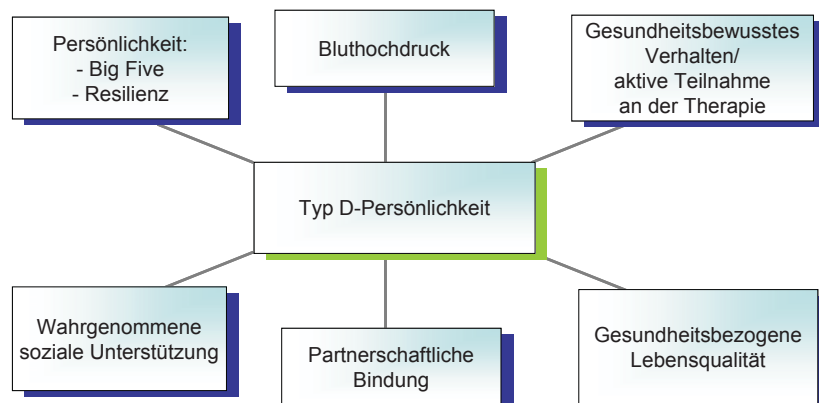 Persönlichkeit:
- Big Five
- Resilienz
Bluthochdruck
Gesundheitsbewusstes
Verhalten/
aktive Teilnahme
an der Therapie
Typ D-Persönlichkeit
Wahrgenommene
soziale Unterstützung
Partnerschaftliche
Bindung
Gesundheitsbezogene
Lebensqualität